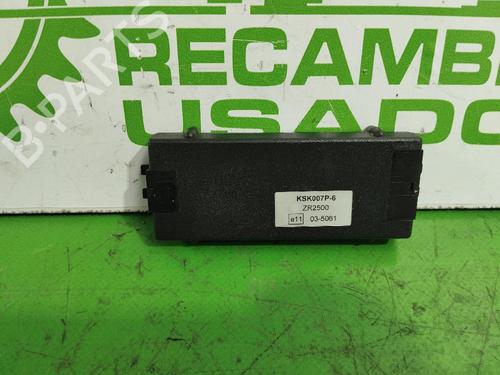 RECAMBI
USADO
B-PARTS
KSK007P-6
ZR2500
e11 03-5061